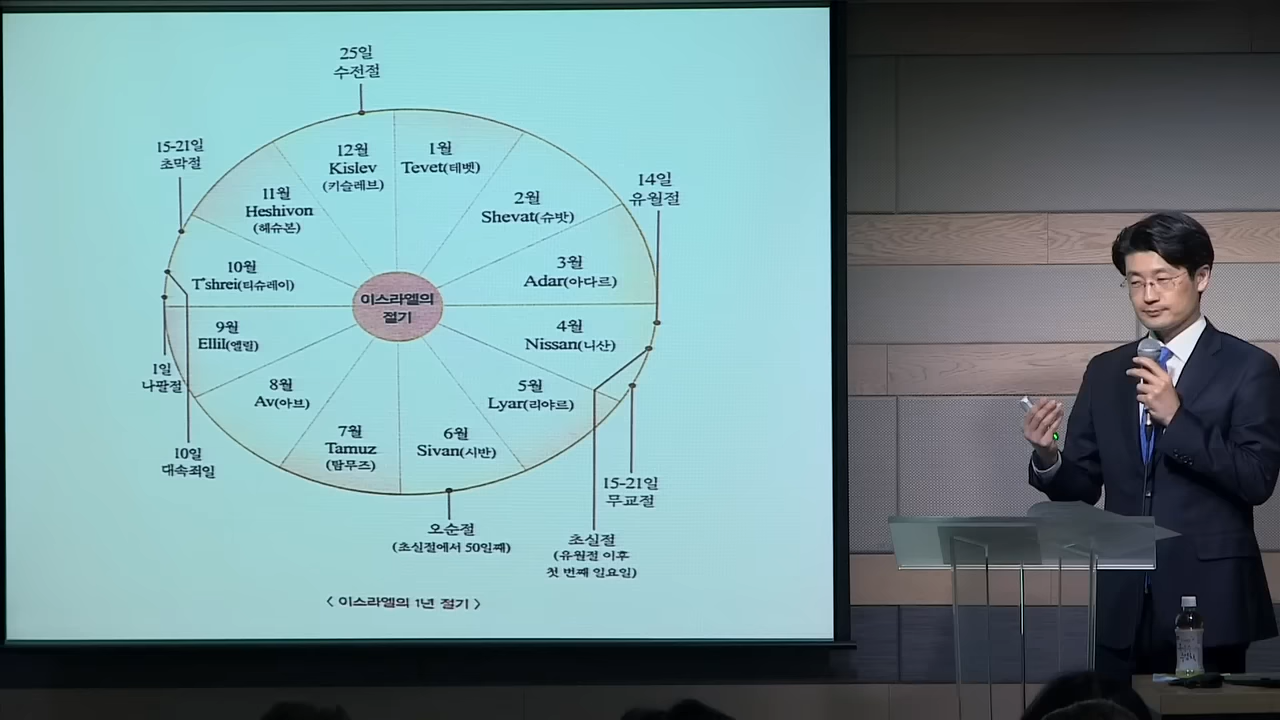 25일
수전절
15-21일
초막절
12월
Kislev
(키슬레브)
1월
Tevet(테벳)
14일
유월절
11월
Heshivon
(헤슈본)
2월
Shevat(슈밧)
10월
T'shrei(티슈레이)
3월
Adar(아다르)
이스라엘의
절기
9월
Ellil(엘릴)
4월
Nissan(니산)
1일
나팔절
8월
Av(아브)
5월
Lyar(리야르)
7월
Tamuz
(탐무즈)
6월
Sivan(시반)
10일
대속죄일
15-21일
무교절
오순절
(초실절에서 50일째)
초실절
(유월절 이후
첫 번째 일요일)
〈 이스라엘의 1년 절기 〉